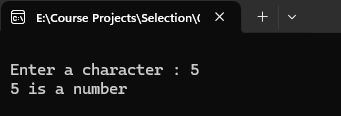 E:\Course Projects\Selection\(
Enter a character : 5
5 is a number